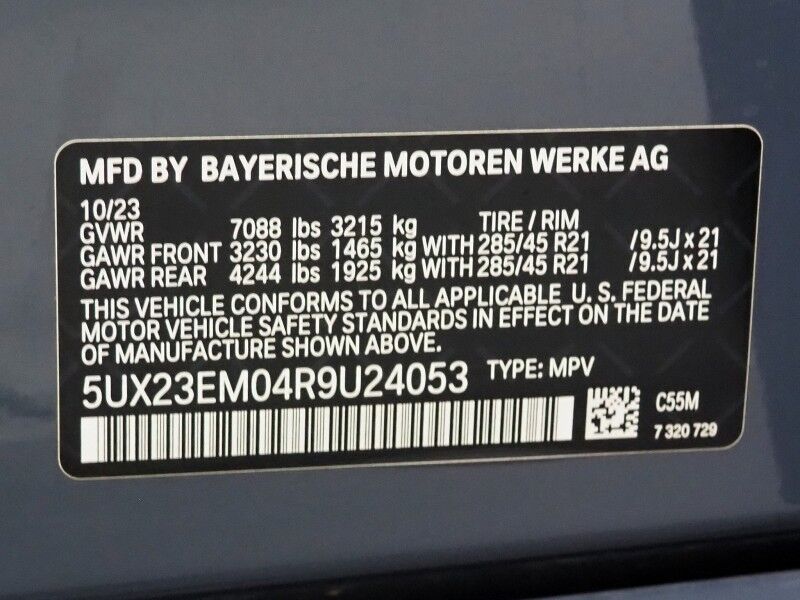 MFD BY BAYERISCHE MOTOREN WERKE AG
10/23
GVWR 7088 lbs 3215 kg TIRE / RIM
GAWR FRONT 3230 lbs 1465 kg WITH 285/45 R21 /9.5J x 21
GAWR REAR 4244 lbs 1925 kg WITH 285/45 R21 /9.5J x 21
THIS VEHICLE CONFORMS TO ALL APPLICABLE U. S. FEDERAL
MOTOR VEHICLE SAFETY STANDARDS IN EFFECT ON THE DATE
OF MANUFACTURE SHOWN ABOVE.
5UX23EM04R9U24053 TYPE: MPV
C55M
7 320 729